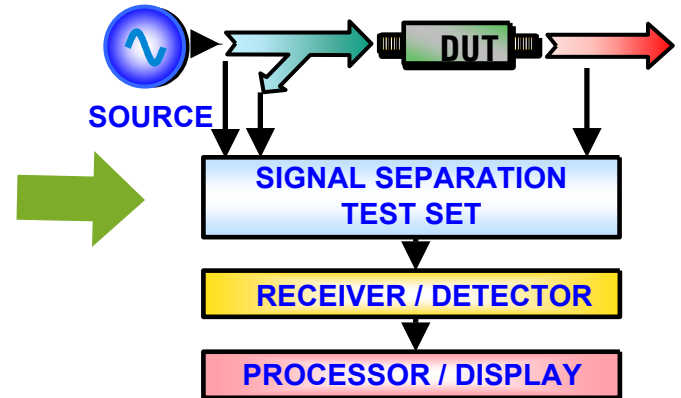 DUT
SOURCE
SIGNAL SEPARATION
TEST SET
RECEIVER / DETECTOR
PROCESSOR / DISPLAY